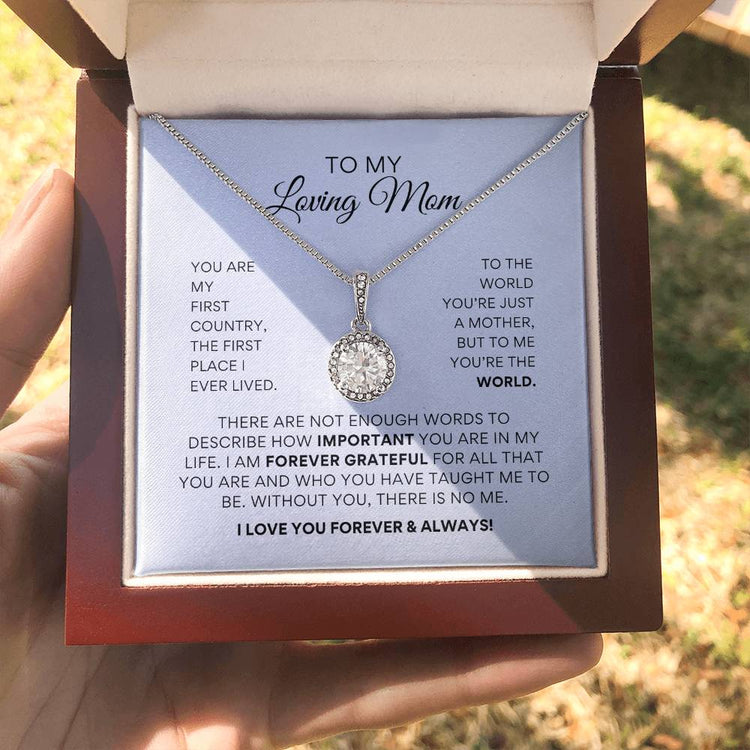 TO MY
Loving Mom
YOU ARE
MY
FIRST
COUNTRY,
THE FIRST
PLACE I
EVER LIVED.
TO THE
WORLD
YOU'RE JUST
A MOTHER,
BUT TO ME
YOU'RE THE
WORLD.
THERE ARE NOT ENOUGH WORDS TO
DESCRIBE HOW IMPORTANT YOU ARE IN MY
LIFE. I AM FOREVER GRATEFUL FOR ALL THAT
YOU ARE AND WHO YOU HAVE TAUGHT ME TO
BE. WITHOUT YOU, THERE IS NO ME.
I LOVE YOU FOREVER & ALWAYS!